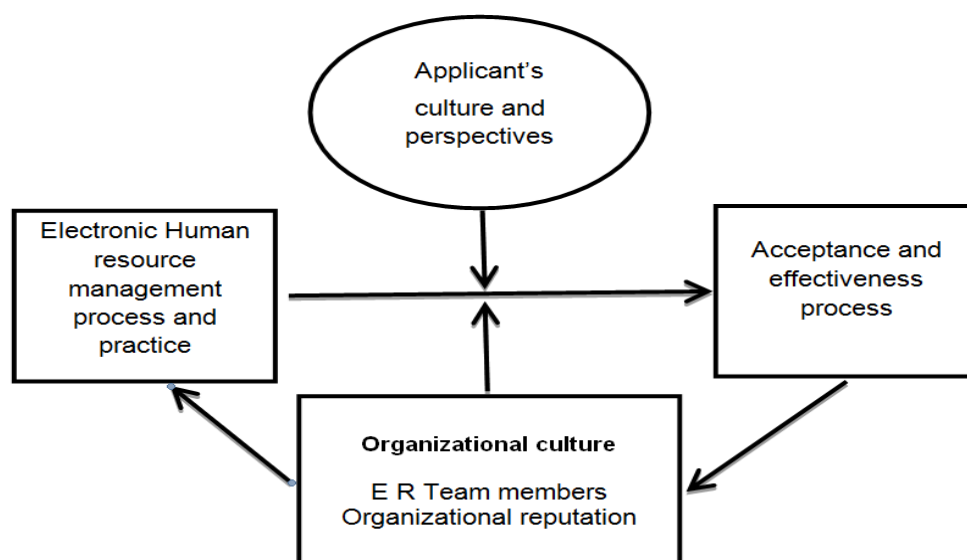 Applicant's
culture and
perspectives
Electronic Human
resource
management
process and
practice
Acceptance and
effectiveness
process
Organizational culture
E R Team members
Organizational reputation